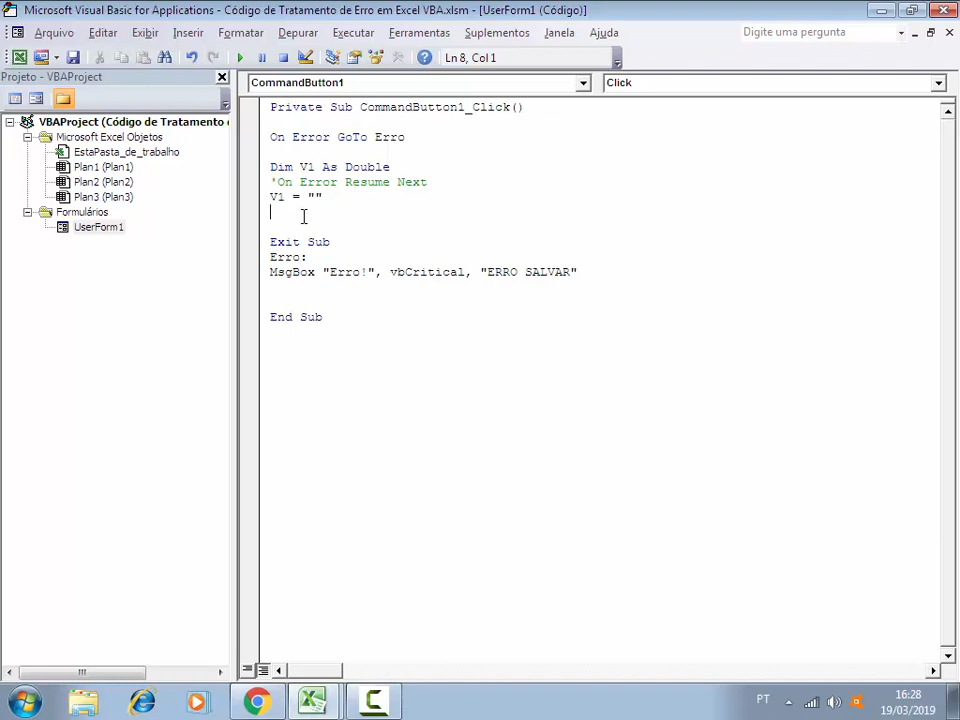 Microsoft Visual Basic for Applications - Código de Tratamento de Erro em Excel VBA.xlsm - [UserForm1 (Código)]
Arquivo Editar Exibir Inserir Formatar Depurar Executar Ferramentas Suplementos Janela Ajuda Digite uma pergunta
Ln 8, Col 1
Projeto - VBAProject
CommandButton1 Click
VBAProject (Código de Tratamento
Microsoft Excel Objetos
EstaPasta_de_trabalho
Plan1 (Plan1)
Plan2 (Plan2)
Plan3 (Plan3)
Formulários
UserForm1
Private Sub CommandButton1_Click()
On Error GoTo Erro
Dim V1 As Double
'On Error Resume Next
V1 = ""
Exit Sub
Erro:
MsgBox "Erro!", vbCritical, "ERRO SALVAR"
End Sub
PT
16:28
19/03/2019